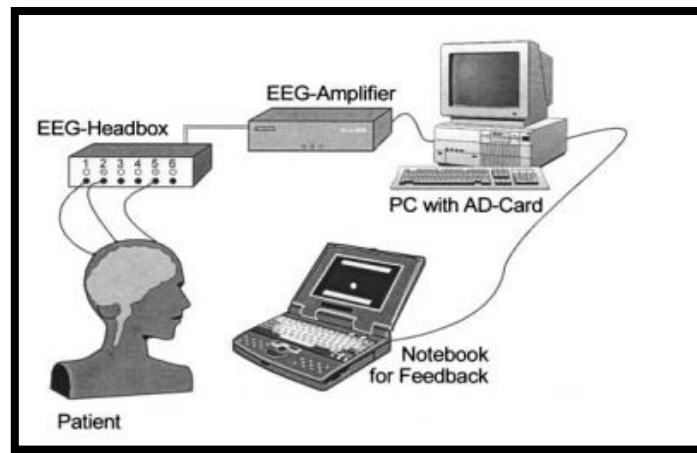 EEG-Amplifier
EEG-Headbox
1 2 3 4 5 6
PC with AD-Card
Notebook
for Feedback
Patient